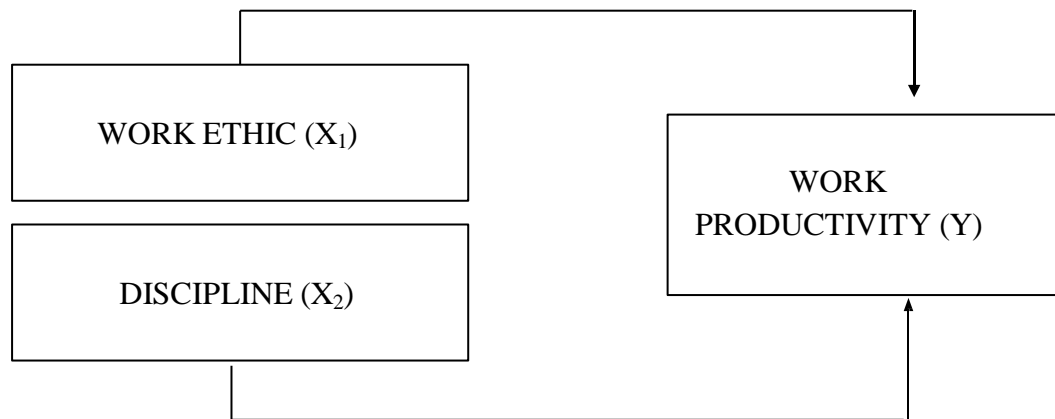 WORK ETHIC (X₁)
DISCIPLINE (X₂)
WORK
PRODUCTIVITY (Y)